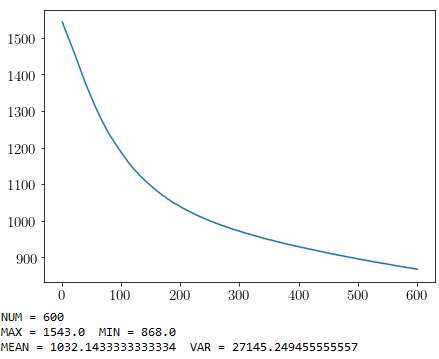 1500
1400
1300
1200
1100
1000
900
0 100 200 300 400 500 600
NUM = 600
MAX = 1543.0  MIN = 868.0
MEAN = 1032.1433333333334  VAR = 27145.249455555557